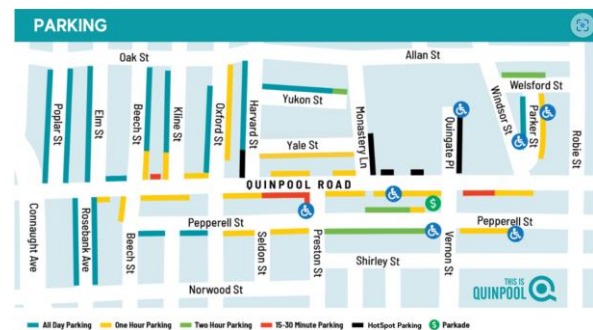 PARKING
Oak St
Allan St
Poplar St
Elm St
Beech St
Kline St
Oxford St
Harvard St
Yukon St
Monastery Ln
Quingate Pl
Windsor St
Welsford St
Parker St
Robie St
Yale St
QUINPOOL ROAD
Connaught Ave
Rosebank Ave
Beech St
Pepperell St
Seldon St
Preston St
Vernon St
Pepperell St
Shirley St
Norwood St
$
THIS IS
QUINPOOL
All Day Parking
One Hour Parking
Two Hour Parking
15-30 Minute Parking
HotSpot Parking
$ Parkade